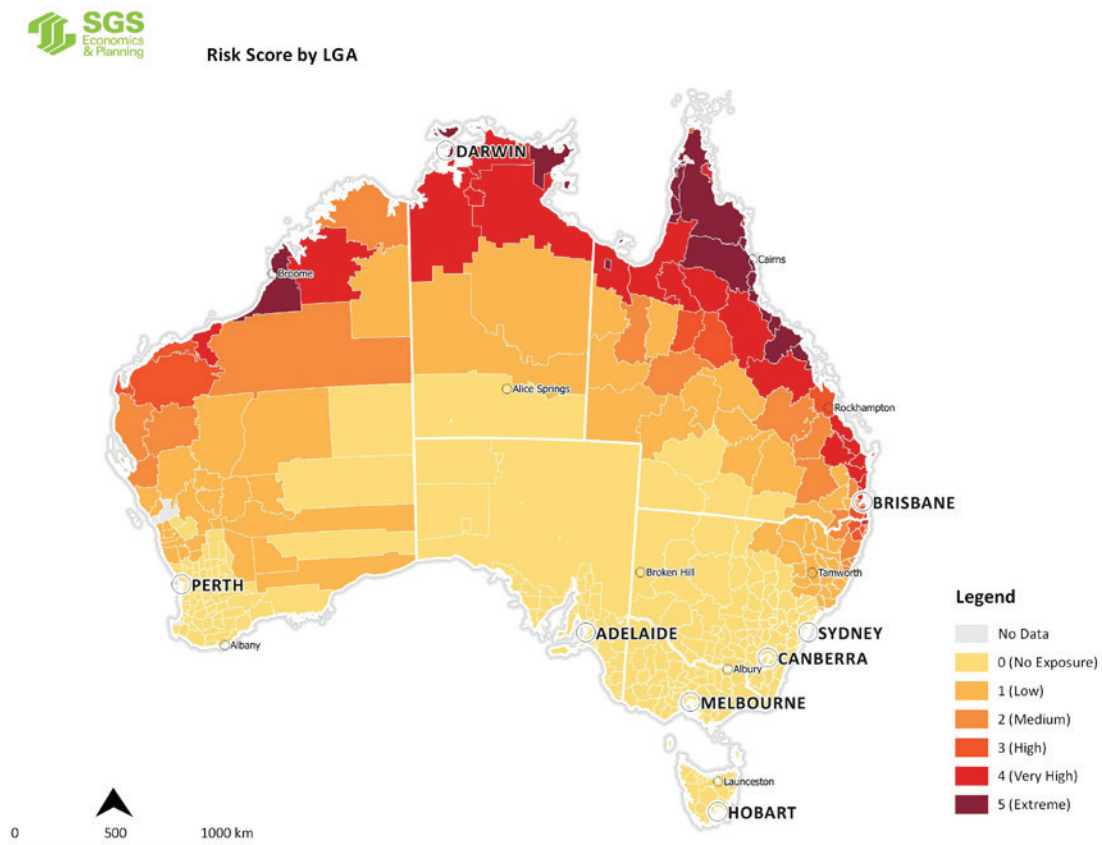 SGS
Economics
& Planning
Risk Score by LGA
DARWIN
Broome
Cairns
Alice Springs
Rockhampton
BRISBANE
Broken Hill
Tamworth
PERTH
Albany
ADELAIDE
SYDNEY
CANBERRA
Albury
MELBOURNE
Launceston
HOBART
Legend
No Data
0 (No Exposure)
1 (Low)
2 (Medium)
3 (High)
4 (Very High)
5 (Extreme)
0 500 1000 km